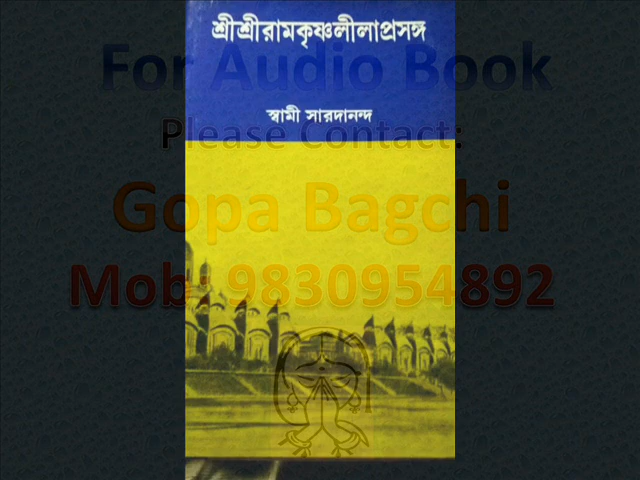 শ্রীশ্রীরামকৃষ্ণলীলাপ্রসঙ্গ
For Audio Book
স্বামী সারদানন্দ
Please Contact:
Gopa Bagchi
Mob: 9830954892